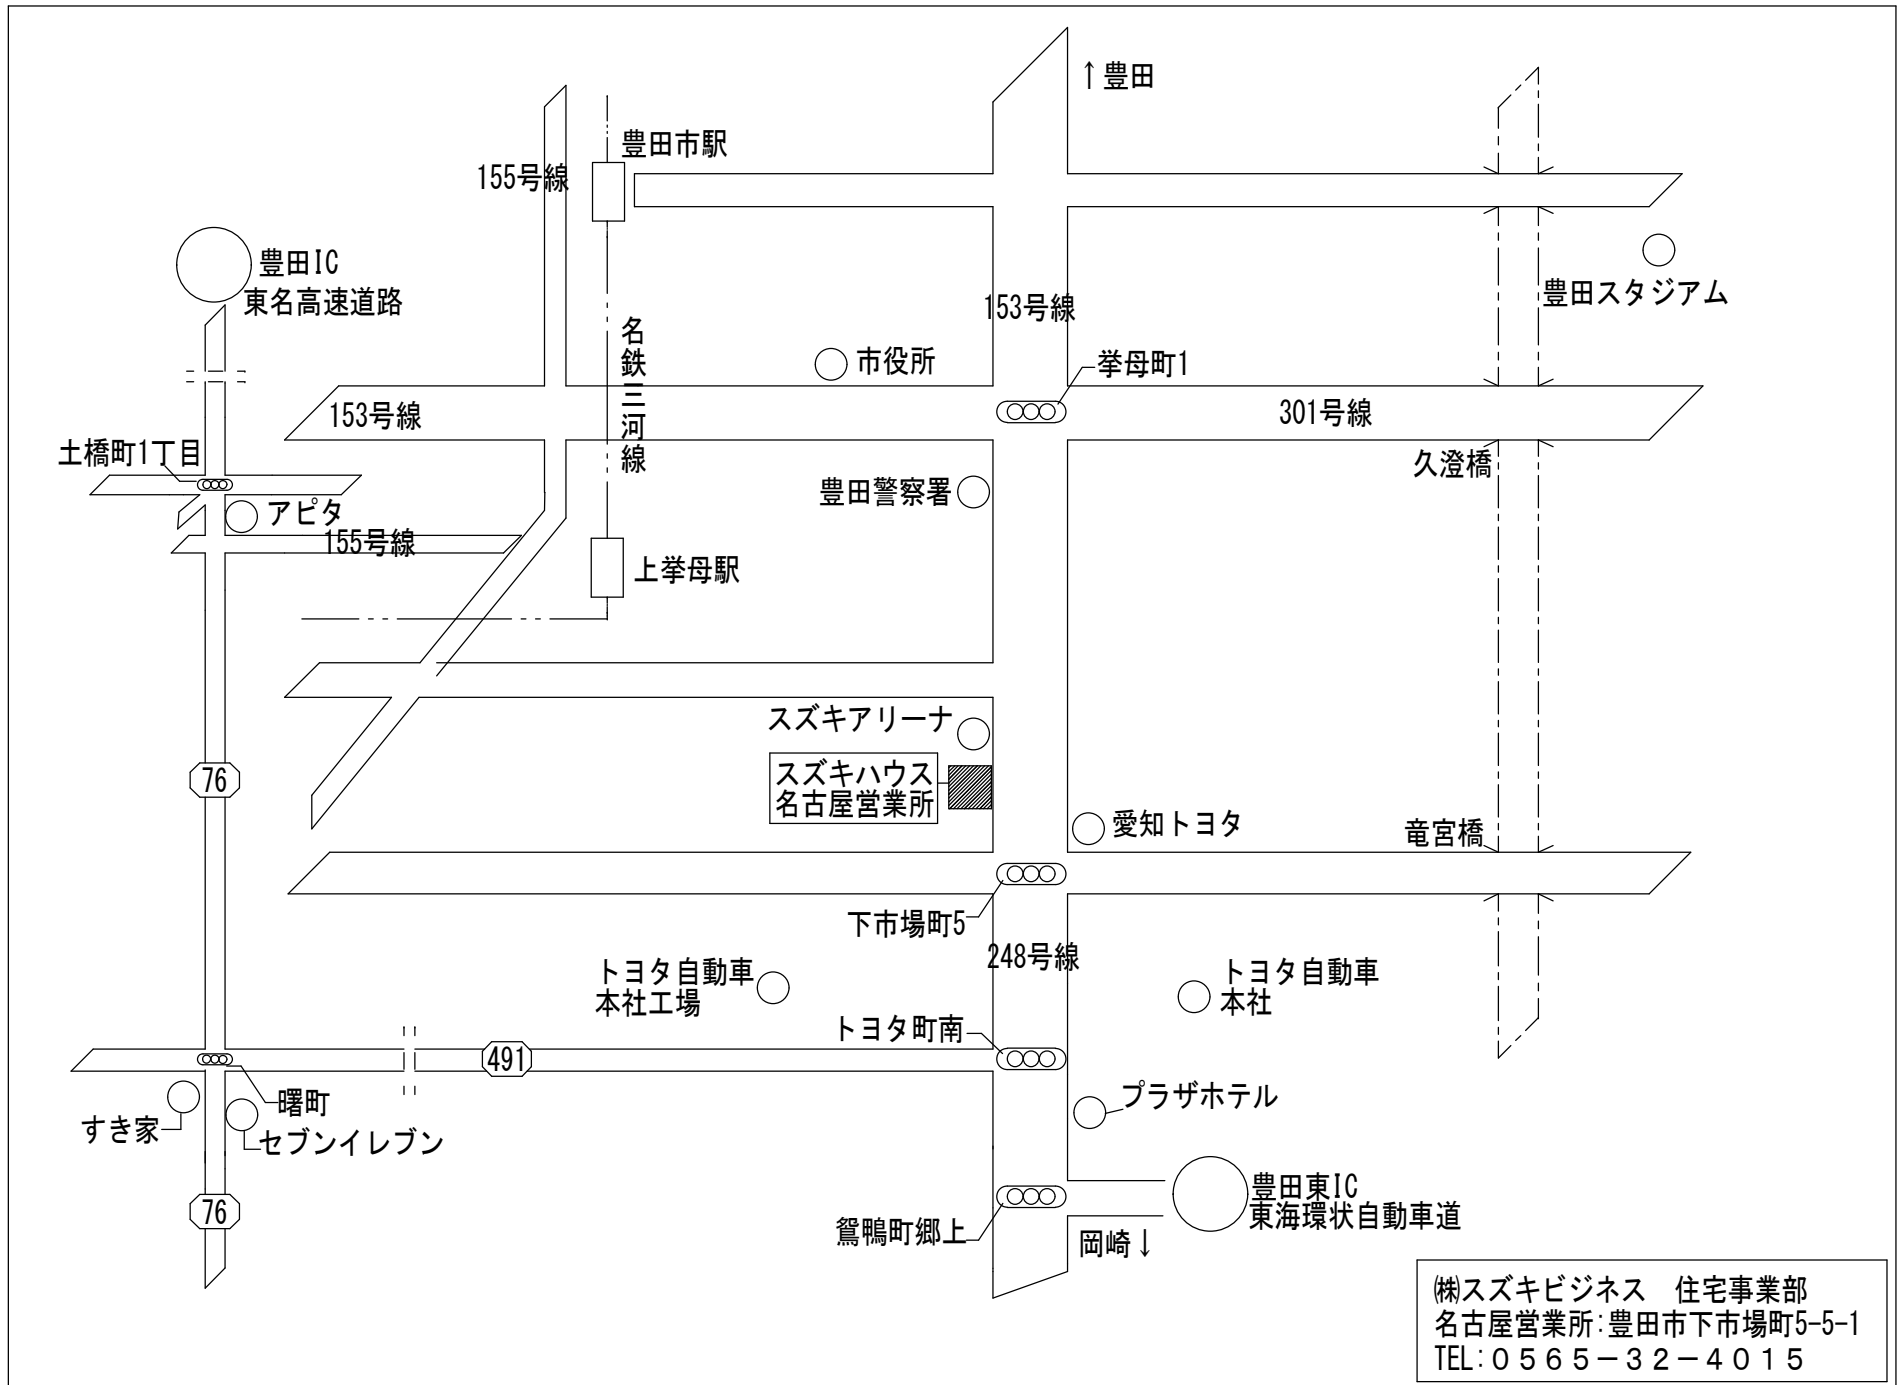 ↑豊田
豊田市駅
155号線
豊田IC
東名高速道路
153号線
豊田スタジアム
名鉄三河線
市役所
挙母町1
153号線
301号線
土橋町1丁目
久澄橋
アピタ
豊田警察署
155号線
上挙母駅
スズキアリーナ
スズキハウス
名古屋営業所
76
愛知トヨタ
竜宮橋
下市場町5
248号線
トヨタ自動車
本社工場
トヨタ自動車
本社
トヨタ町南
491
曙町
プラザホテル
すき家
セブンイレブン
豊田東IC
東海環状自動車道
76
鴛鴨町郷上
岡崎↓
㈱スズキビジネス　住宅事業部
名古屋営業所:豊田市下市場町5-5-1
TEL:０５６５－３２－４０１５